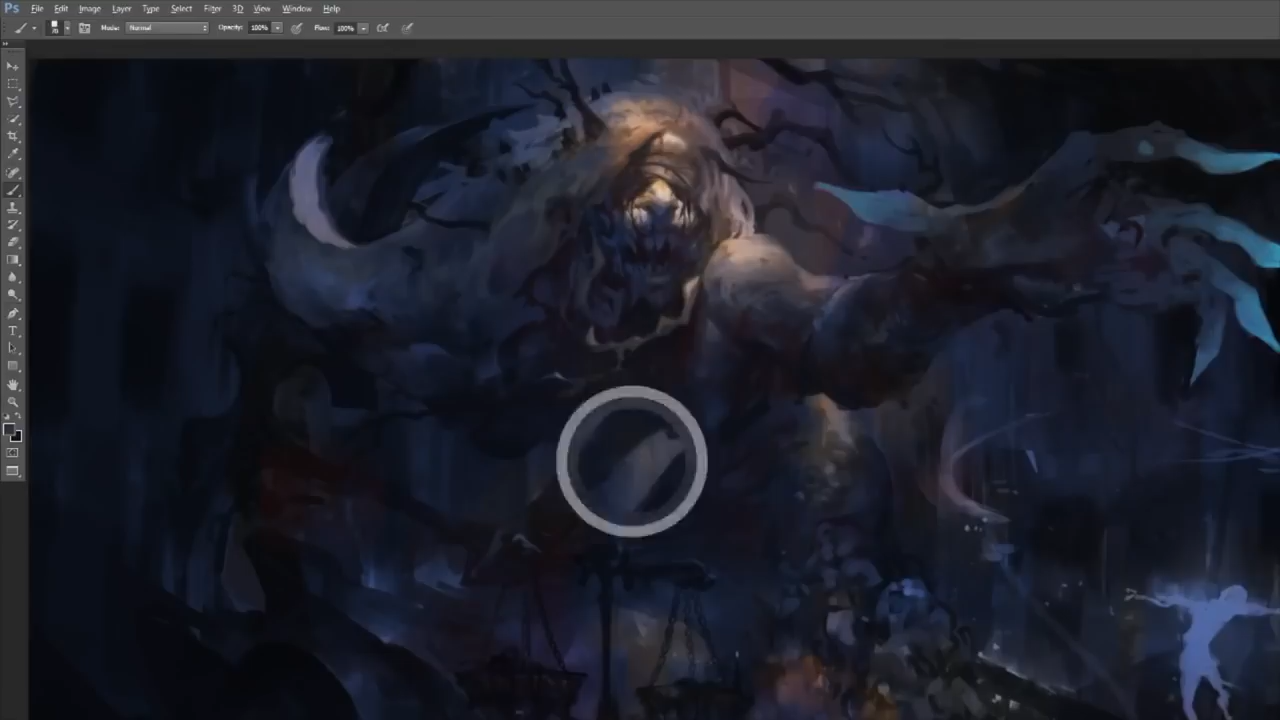 Ps File Edit Image Layer Type Select Filter 3D View Window Help
Mode: Normal Opacity: 100% Flow: 100%